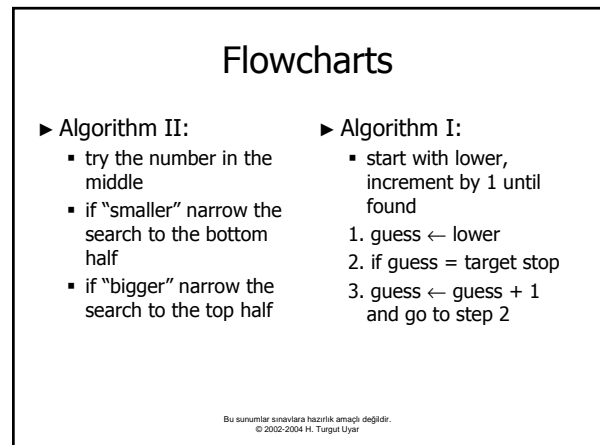 Flowcharts
► Algorithm II:
▪ try the number in the
middle
▪ if “smaller” narrow the
search to the bottom
half
▪ if “bigger” narrow the
search to the top half
► Algorithm I:
▪ start with lower,
increment by 1 until
found
1. guess ← lower
2. if guess = target stop
3. guess ← guess + 1
and go to step 2
Bu sunumlar sınavlara hazırlık amaçlı değildir.
© 2002-2004 H. Turgut Uyar